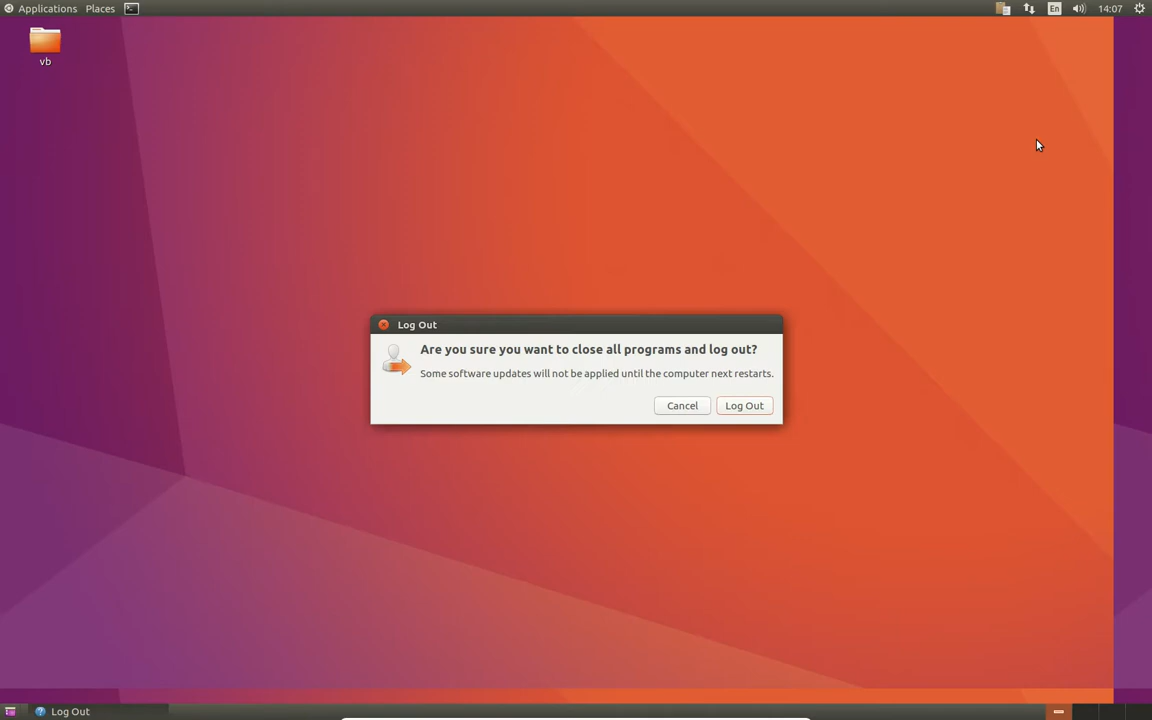 Applications Places En 14:07
vb
Log Out
Are you sure you want to close all programs and log out?
Some software updates will not be applied until the computer next restarts.
Cancel Log Out
Log Out